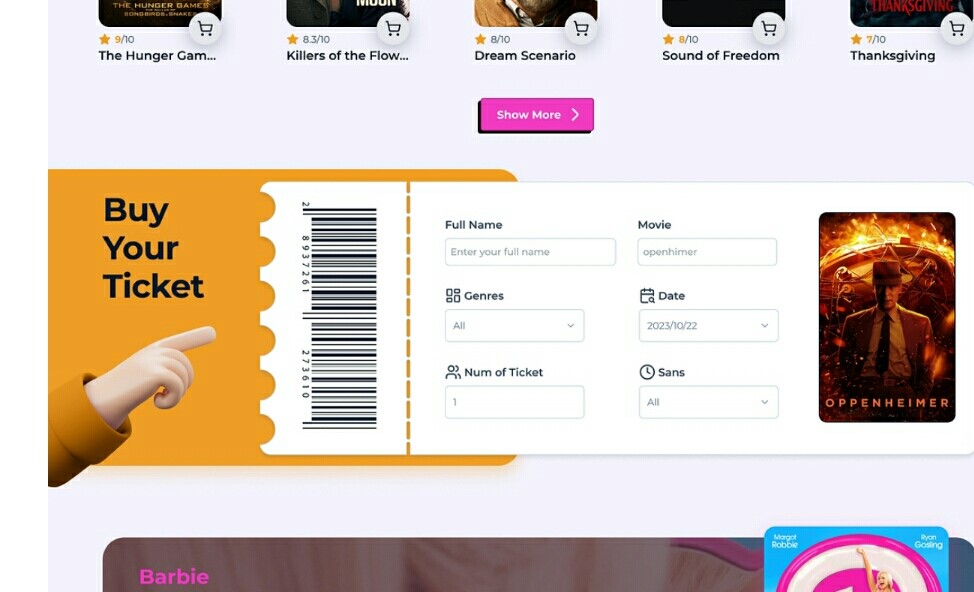 THE HUNGER GAMES
SONGBIRDS & SNAKES
MOON
THANKSGIVING
9/10
8.3/10
8/10
8/10
7/10
The Hunger Gam...
Killers of the Flow...
Dream Scenario
Sound of Freedom
Thanksgiving
Show More
Buy
Your
Ticket
2 8937261 273610
Full Name
Movie
Enter your full name
openhimer
Genres
Date
All
2023/10/22
Num of Ticket
Sans
1
All
OPPENHEIMER
Barbie
Margot
Robbie
Ryan
Gosling